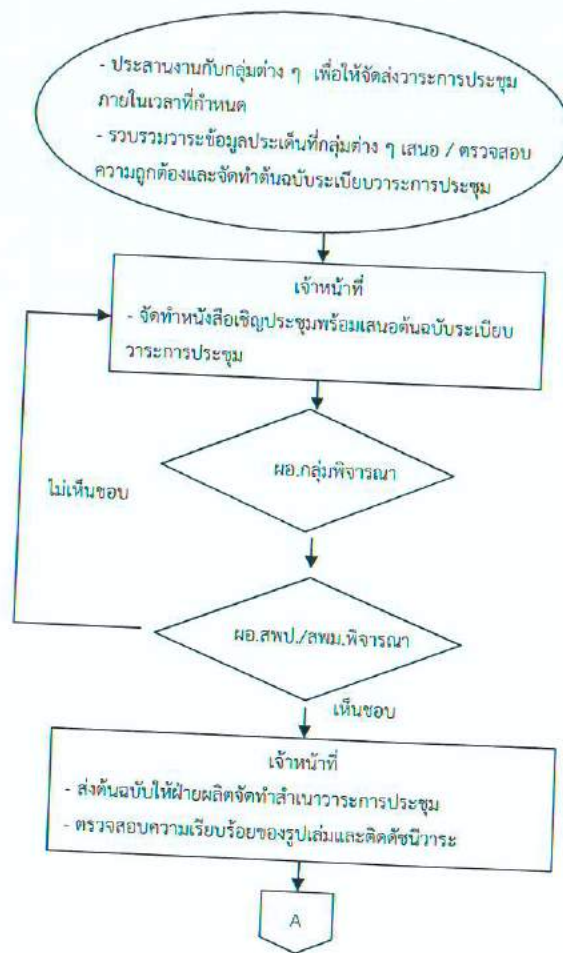 - ประสานงานกับกลุ่มต่าง ๆ เพื่อให้จัดส่งวาระการประชุม
ภายในเวลาที่กำหนด
- รวบรวมวาระข้อมูลประเด็นที่กลุ่มต่าง ๆ เสนอ / ตรวจสอบ
ความถูกต้องและจัดทำต้นฉบับระเบียบวาระการประชุม
เจ้าหน้าที่
- จัดทำหนังสือเชิญประชุมพร้อมเสนอต้นฉบับระเบียบ
วาระการประชุม
ผอ.กลุ่มพิจารณา
ไม่เห็นชอบ
ผอ.สพป./สพม.พิจารณา
เห็นชอบ
เจ้าหน้าที่
- ส่งต้นฉบับให้ฝ่ายผลิตจัดทำสำเนาวาระการประชุม
- ตรวจสอบความเรียบร้อยของรูปเล่มและติดดัชนีวาระ
A